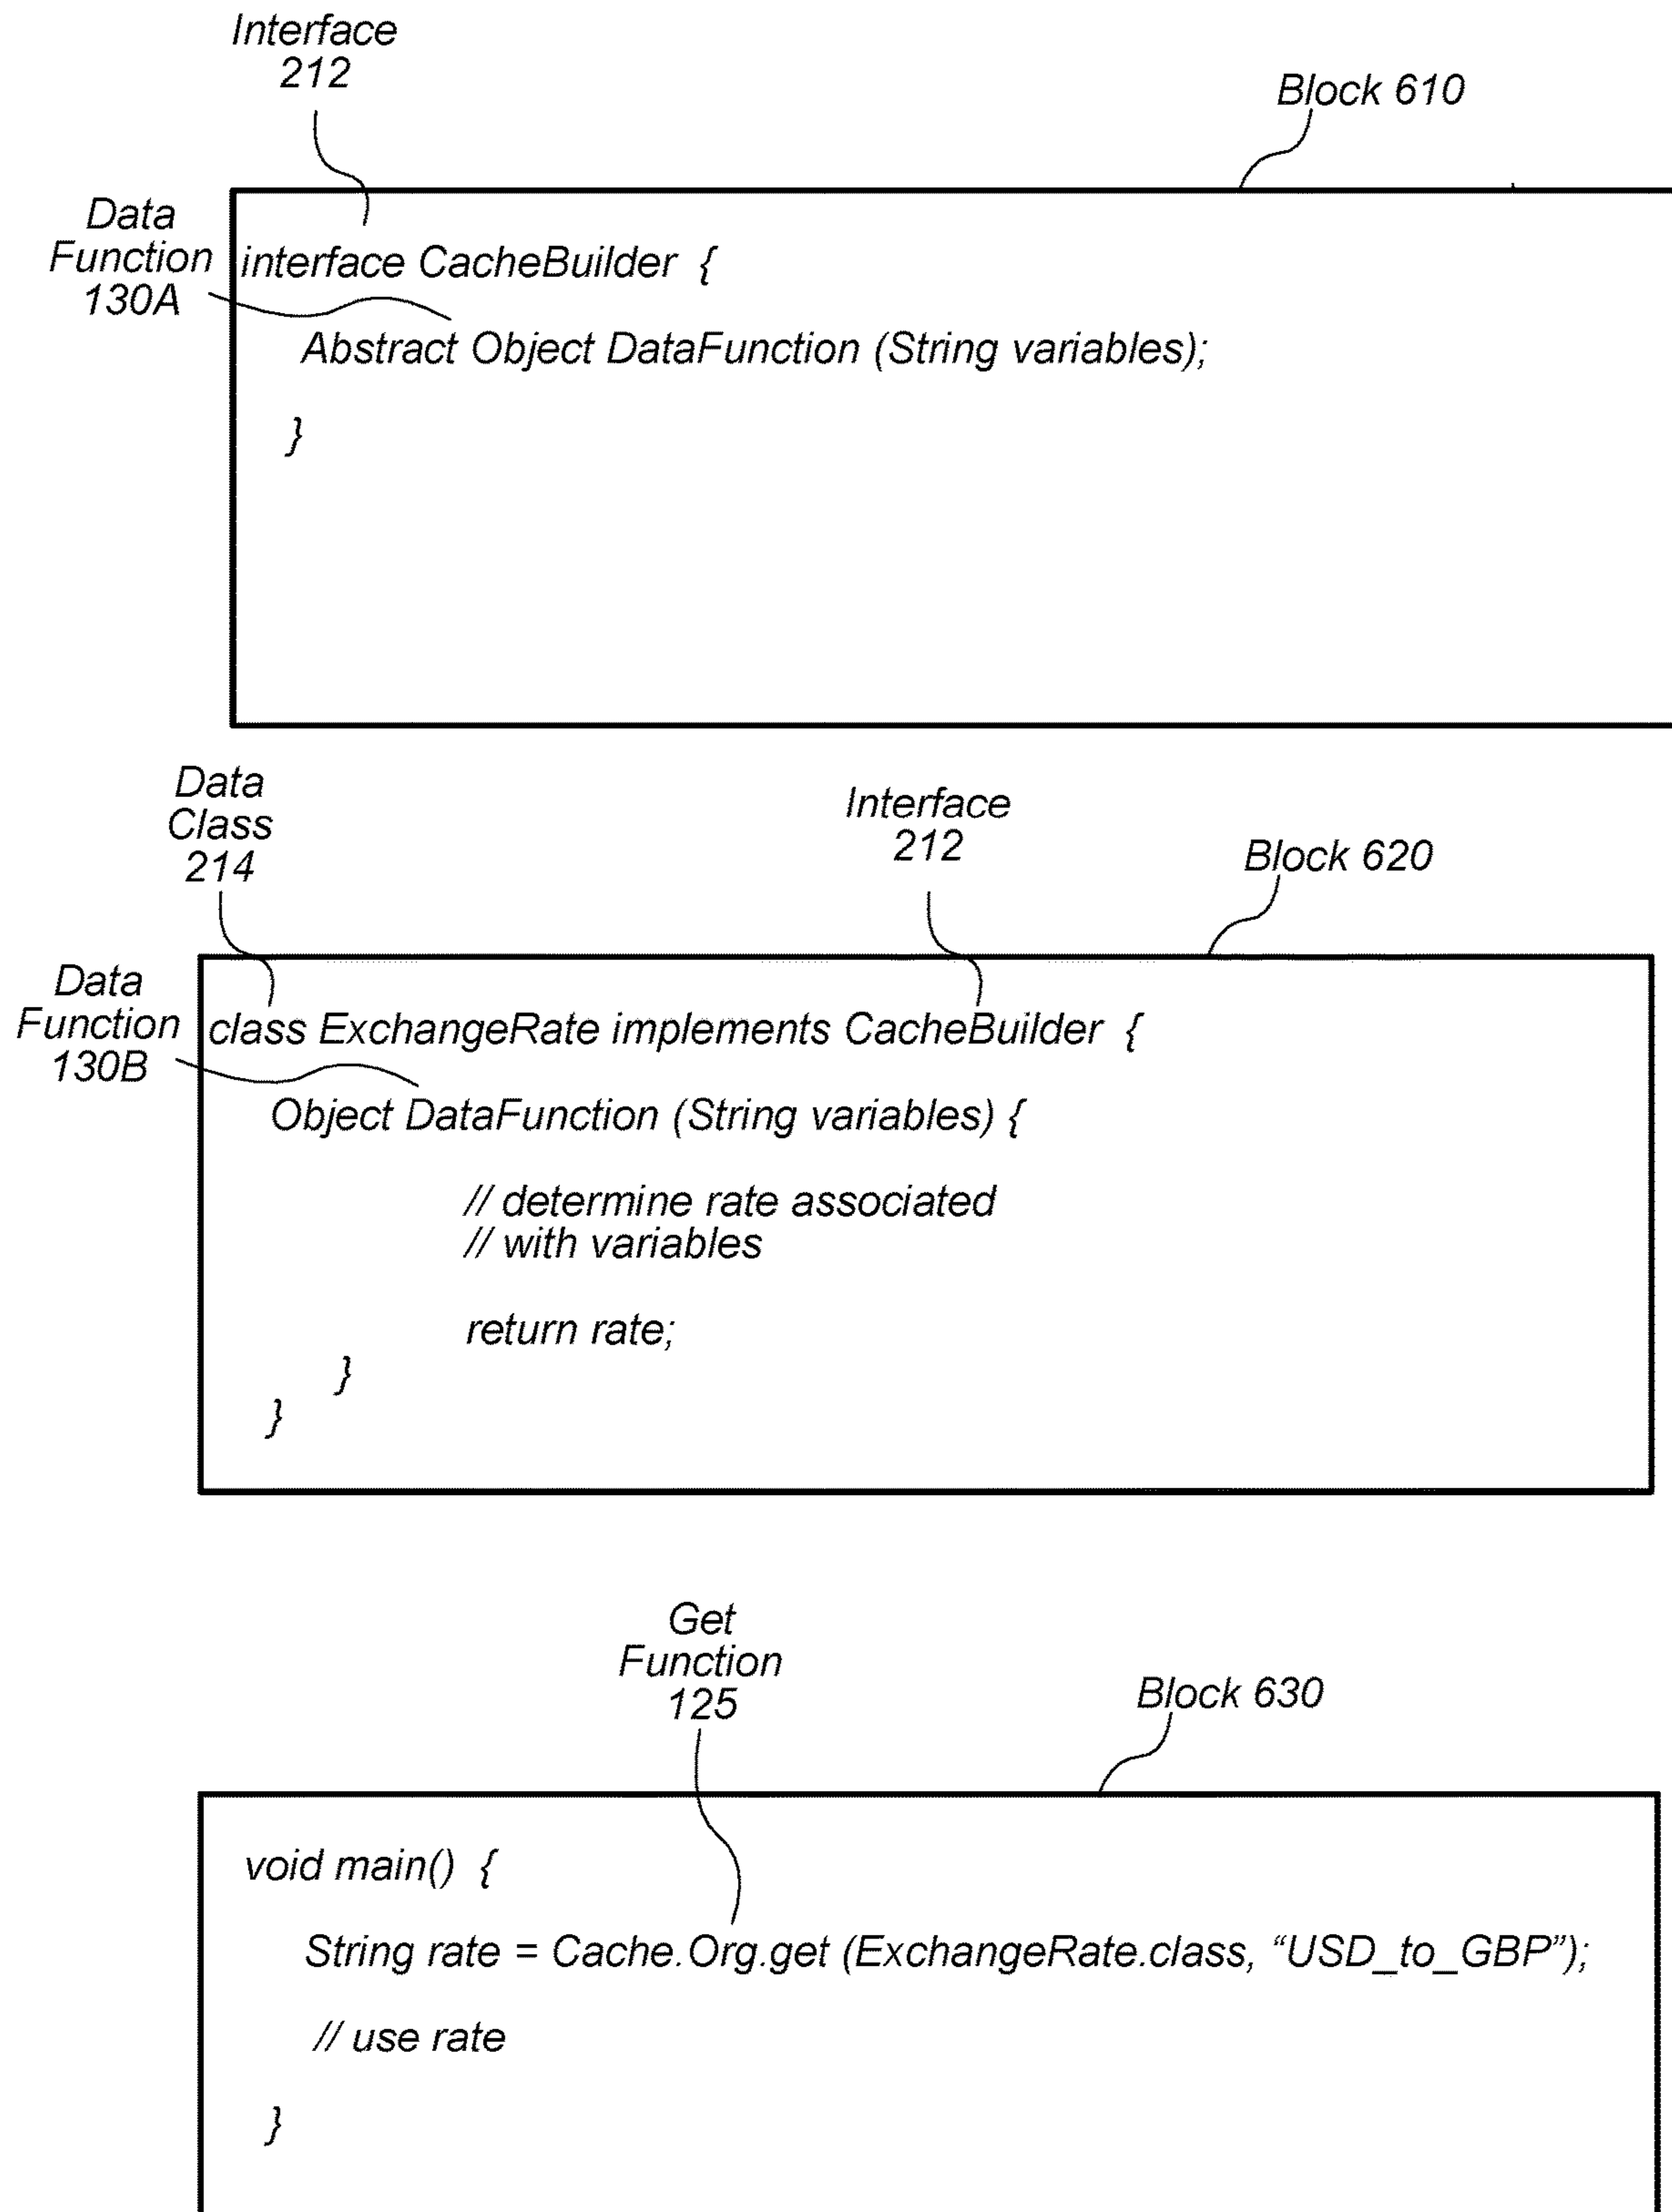 Interface
212
Block 610
Data
Function
130A
interface CacheBuilder {
Abstract Object DataFunction (String variables);
}
Data
Class
214
Interface
212
Block 620
Data
Function
130B
class ExchangeRate implements CacheBuilder {
Object DataFunction (String variables) {
// determine rate associated
// with variables
return rate;
}
}
Get
Function
125
Block 630
void main() {
String rate = Cache.Org.get (ExchangeRate.class, “USD_to_GBP”);
// use rate
}